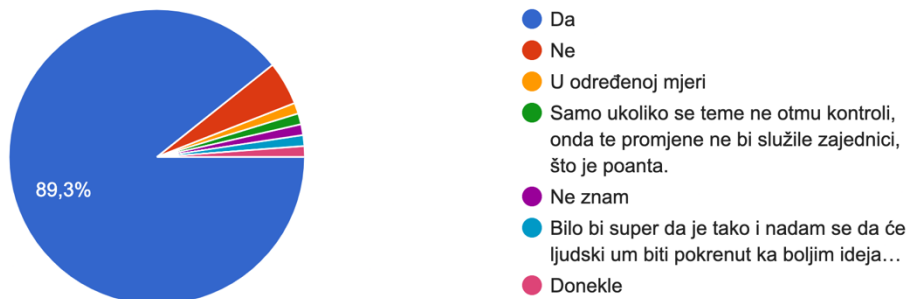 89,3%
Da
Ne
U određenoj mjeri
Samo ukoliko se teme ne otmu kontroli,
onda te promjene ne bi služile zajednici,
što je poanta.
Ne znam
Bilo bi super da je tako i nadam se da će
ljudski um biti pokrenut ka boljim ideja…
Donekle